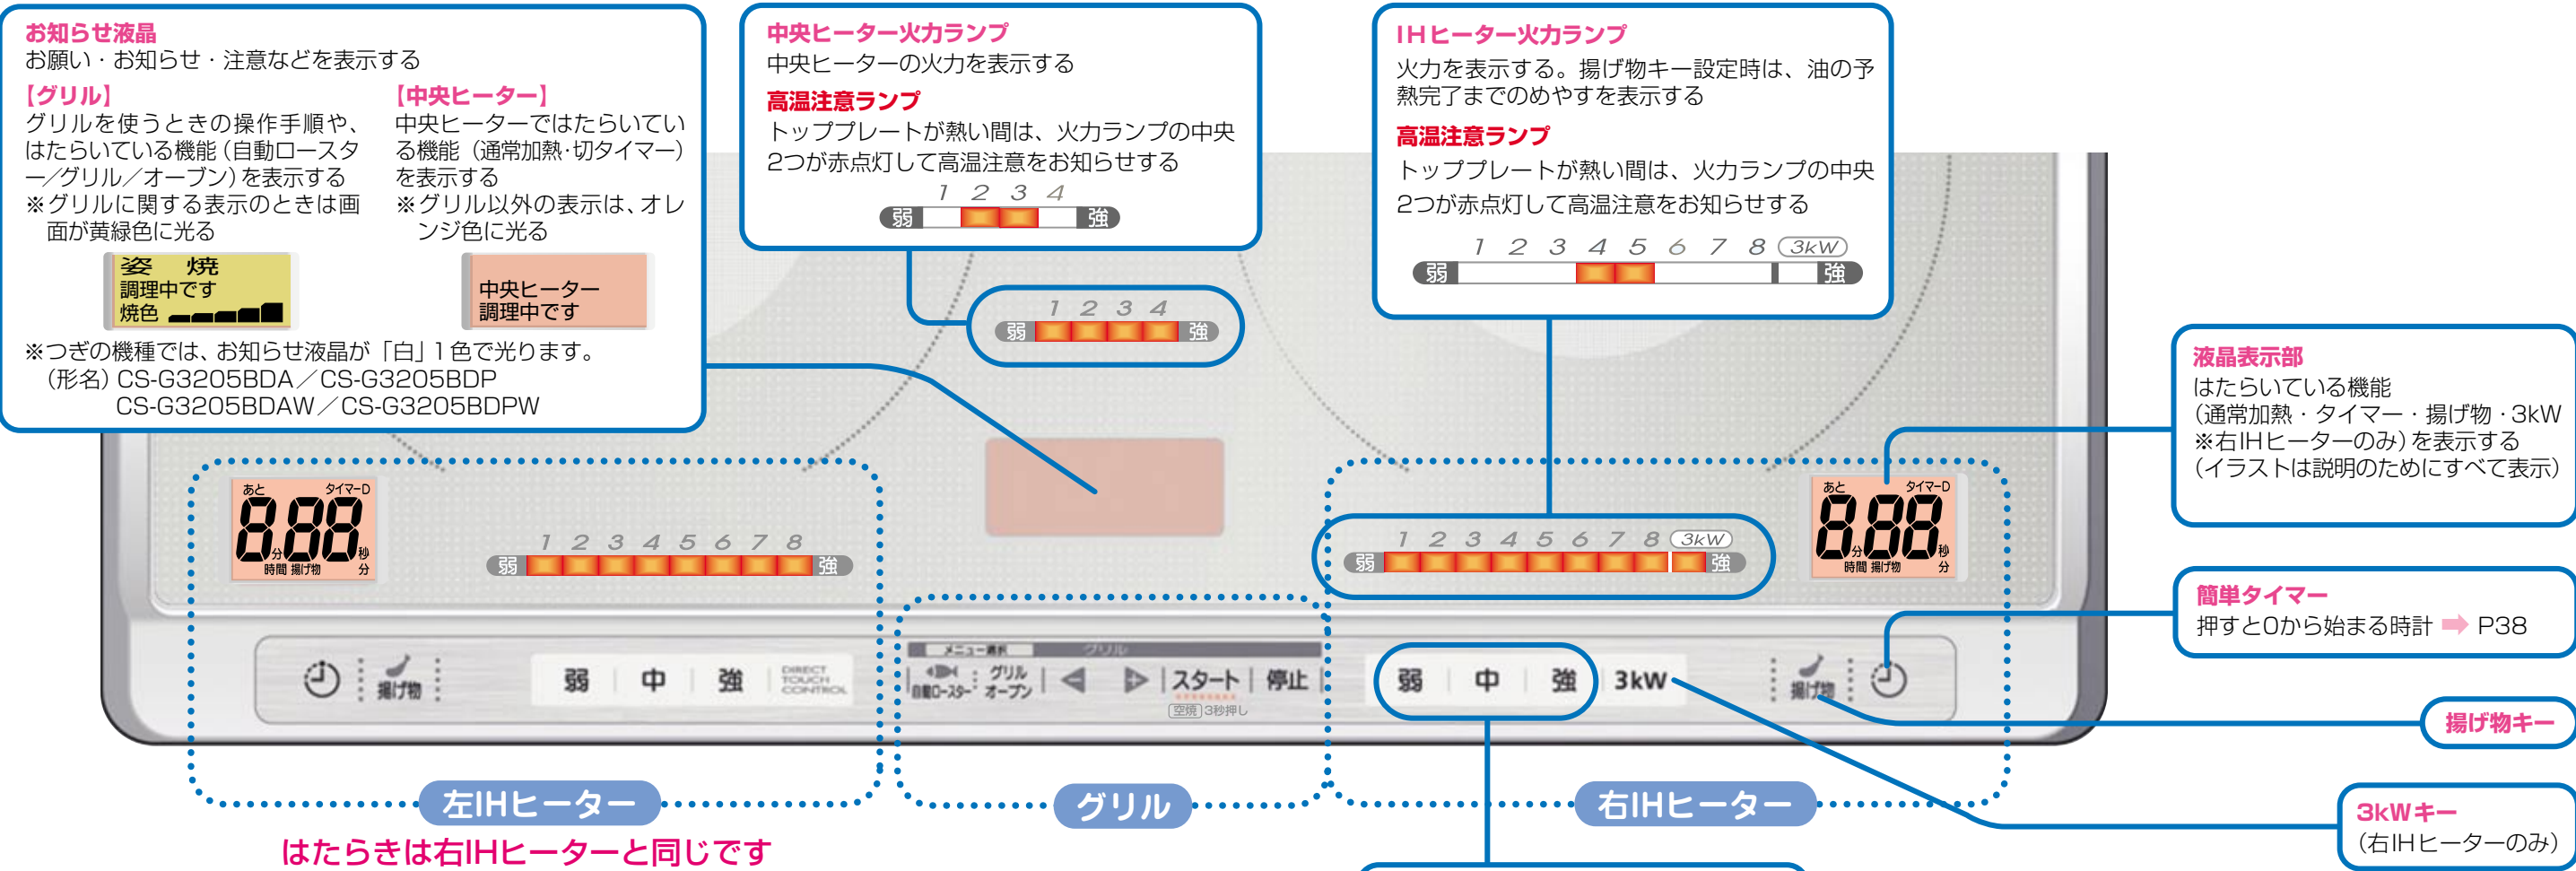 お知らせ液晶
お願い・お知らせ・注意などを表示する
【グリル】
グリルを使うときの操作手順や、
はたらいている機能（自動ロースタ
ー／グリル／オーブン）を表示する
※グリルに関する表示のときは画
面が黄緑色に光る
姿 焼
調理中です
焼色
【中央ヒーター】
中央ヒーターではたらいてい
る機能（通常加熱・切タイマー）
を表示する
※グリル以外の表示は、オレ
ンジ色に光る
中央ヒーター
調理中です
※つぎの機種では、お知らせ液晶が「白」1色で光ります。
（形名）CS-G3205BDA／CS-G3205BDP
CS-G3205BDAW／CS-G3205BDPW
中央ヒーター火力ランプ
中央ヒーターの火力を表示する
高温注意ランプ
トッププレートが熱い間は、火力ランプの中央
2つが赤点灯して高温注意をお知らせする
1 2 3 4
弱 強
1 2 3 4
弱 強
IHヒーター火力ランプ
火力を表示する。揚げ物キー設定時は、油の予
熱完了までのめやすを表示する
高温注意ランプ
トッププレートが熱い間は、火力ランプの中央
2つが赤点灯して高温注意をお知らせする
1 2 3 4 5 6 7 8 3kW
弱 強
液晶表示部
はたらいている機能
（通常加熱・タイマー・揚げ物・3kW
※右IHヒーターのみ）を表示する
（イラストは説明のためにすべて表示）
あと タイマーD
888
分 秒
時間 揚げ物 分
1 2 3 4 5 6 7 8
弱 強
1 2 3 4 5 6 7 8 3kW
弱 強
あと タイマーD
888
分 秒
時間 揚げ物 分
簡単タイマー
押すと0から始まる時計 ➡ P38
揚げ物
弱 中 強
DIRECT
TOUCH
CONTROL
メニュー選択 グリル
自動ロースター
グリル
オーブン
スタート 停止
空焼 3秒押し
弱 中 強 3kW
揚げ物
揚げ物キー
3kWキー
（右IHヒーターのみ）
左IHヒーター
グリル
右IHヒーター
はたらきは右IHヒーターと同じです